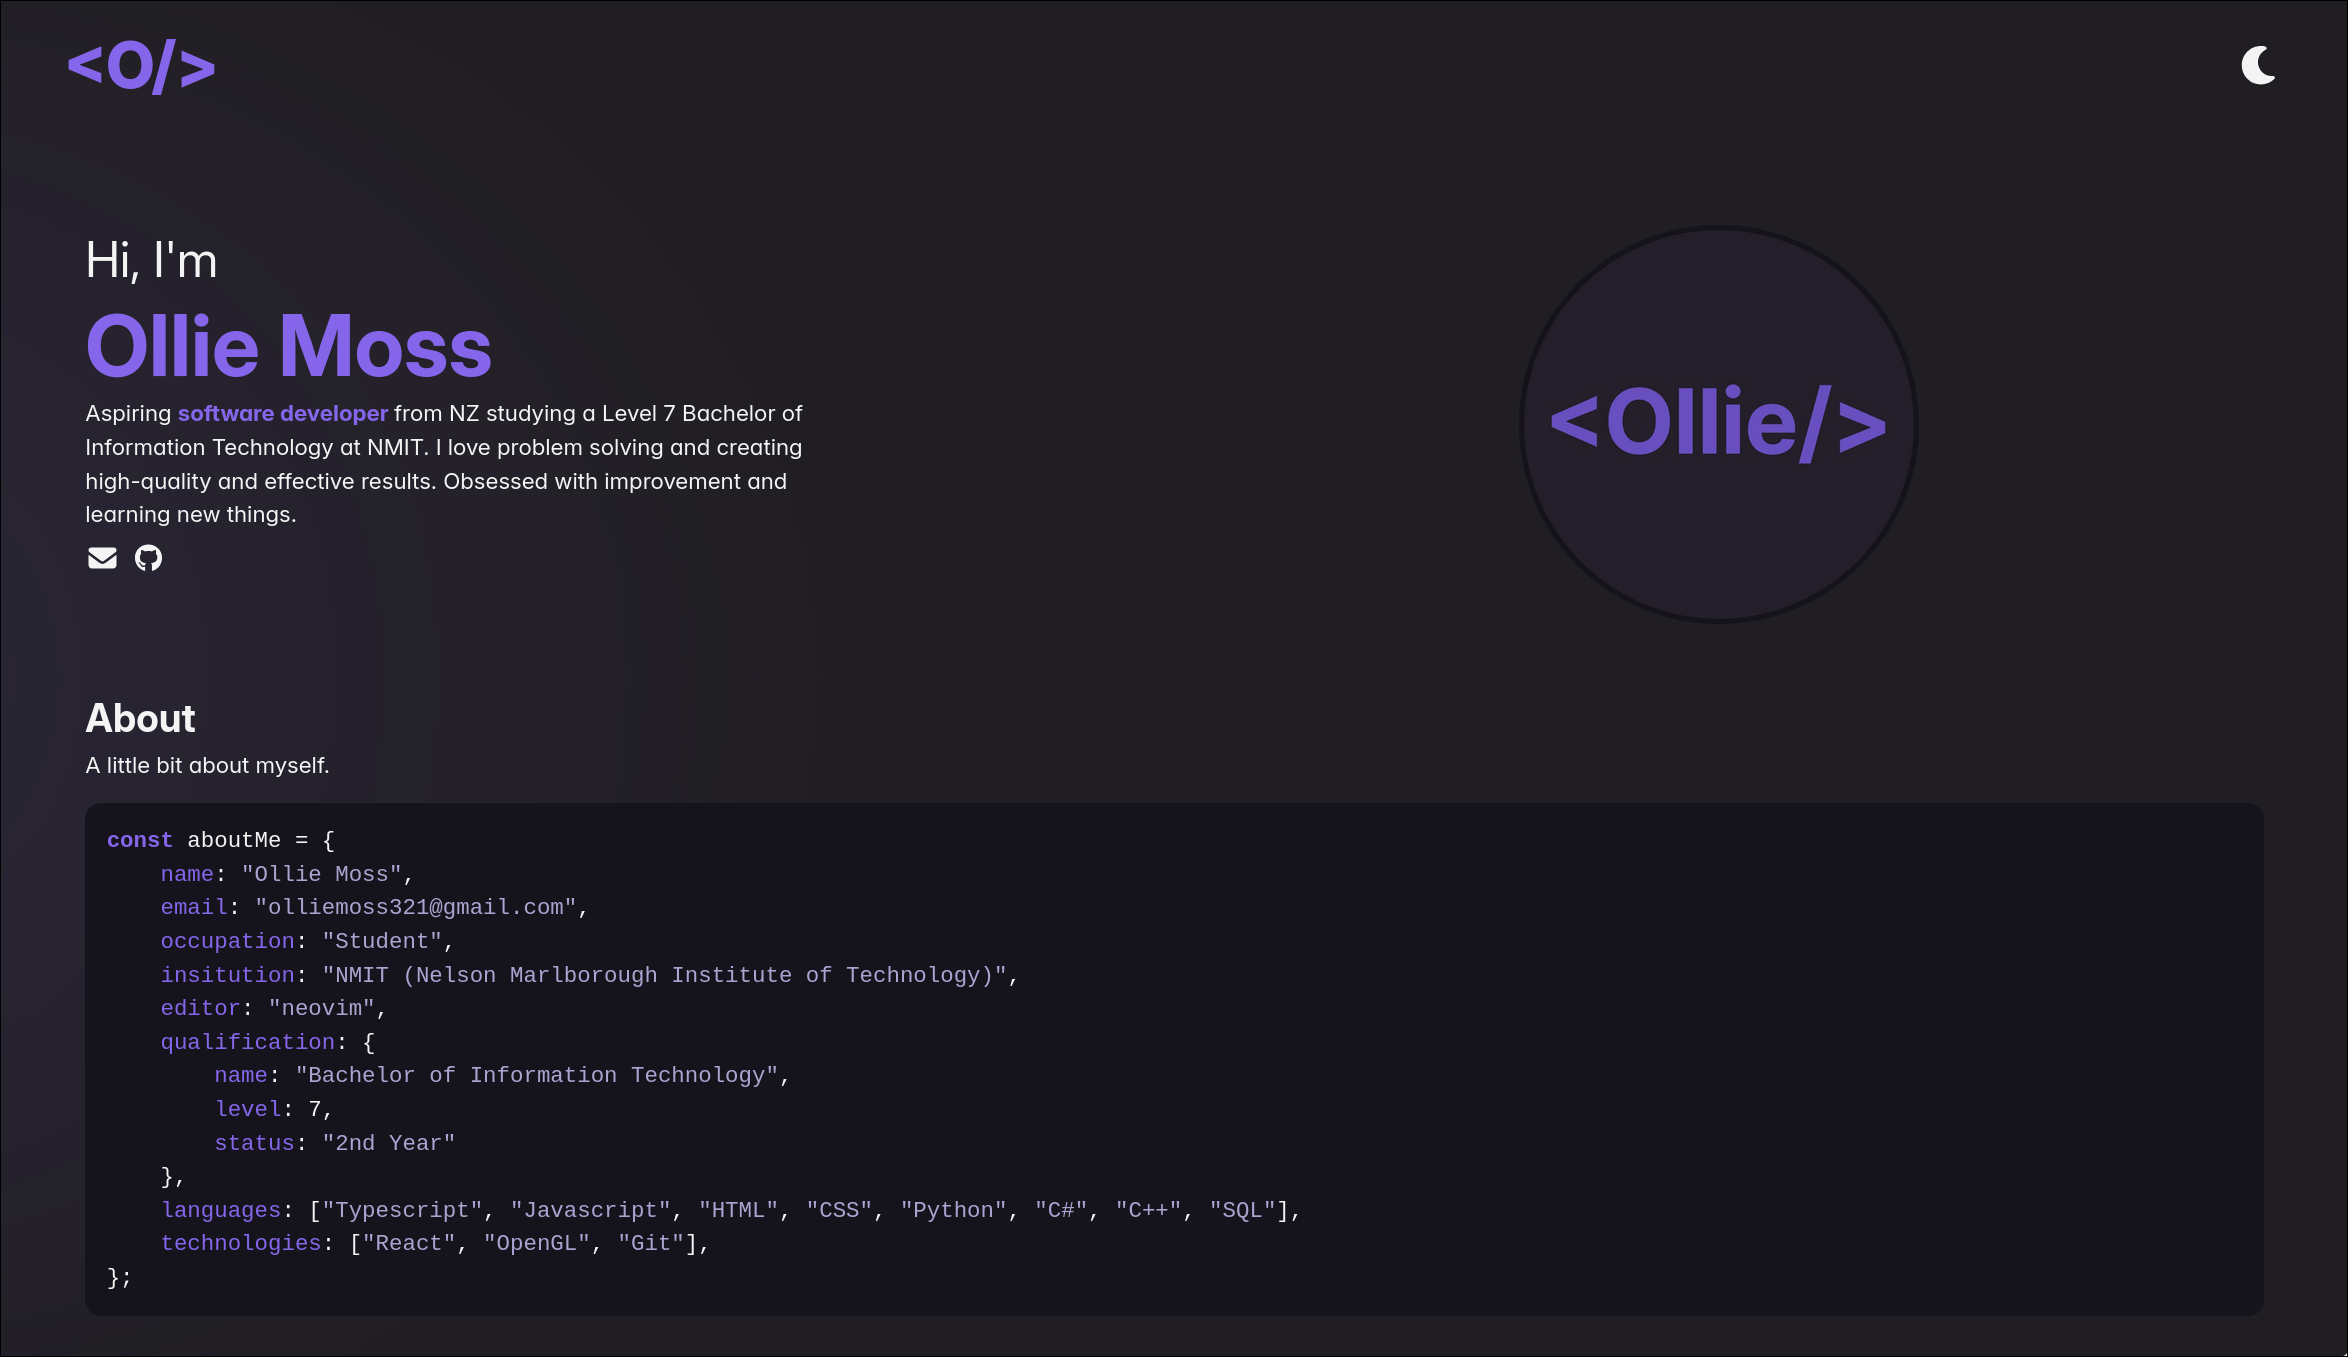 <O/>
Hi, I'm
Ollie Moss
Aspiring software developer from NZ studying a Level 7 Bachelor of
Information Technology at NMIT. I love problem solving and creating
high-quality and effective results. Obsessed with improvement and
learning new things.
<Ollie/>
About
A little bit about myself.
const aboutMe = {
    name: "Ollie Moss",
    email: "olliemoss321@gmail.com",
    occupation: "Student",
    insitution: "NMIT (Nelson Marlborough Institute of Technology)",
    editor: "neovim",
    qualification: {
        name: "Bachelor of Information Technology",
        level: 7,
        status: "2nd Year"
    },
    languages: ["Typescript", "Javascript", "HTML", "CSS", "Python", "C#", "C++", "SQL"],
    technologies: ["React", "OpenGL", "Git"],
};